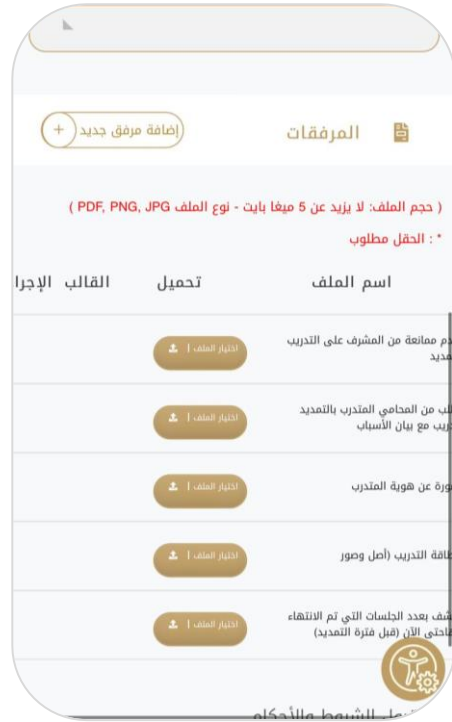 المرفقات
إضافة مرفق جديد +
( حجم الملف: لا يزيد عن 5 ميغا بايت - نوع الملف PDF, PNG, JPG )
* : الحقل مطلوب
اسم الملف تحميل القالب الإجرا
دم ممانعة من المشرف على التدريب اختيار الملف |
مديد
لب من المحامي المتدرب بالتمديد اختيار الملف |
دريب مع بيان الأسباب
ورة عن هوية المتدرب اختيار الملف |
طاقة التدريب (أصل وصور اختيار الملف |
شف بعدد الجلسات التي تم الانتهاء اختيار الملف |
احتى الآن (قبل فترة التمديد)
الشروط والأحكام